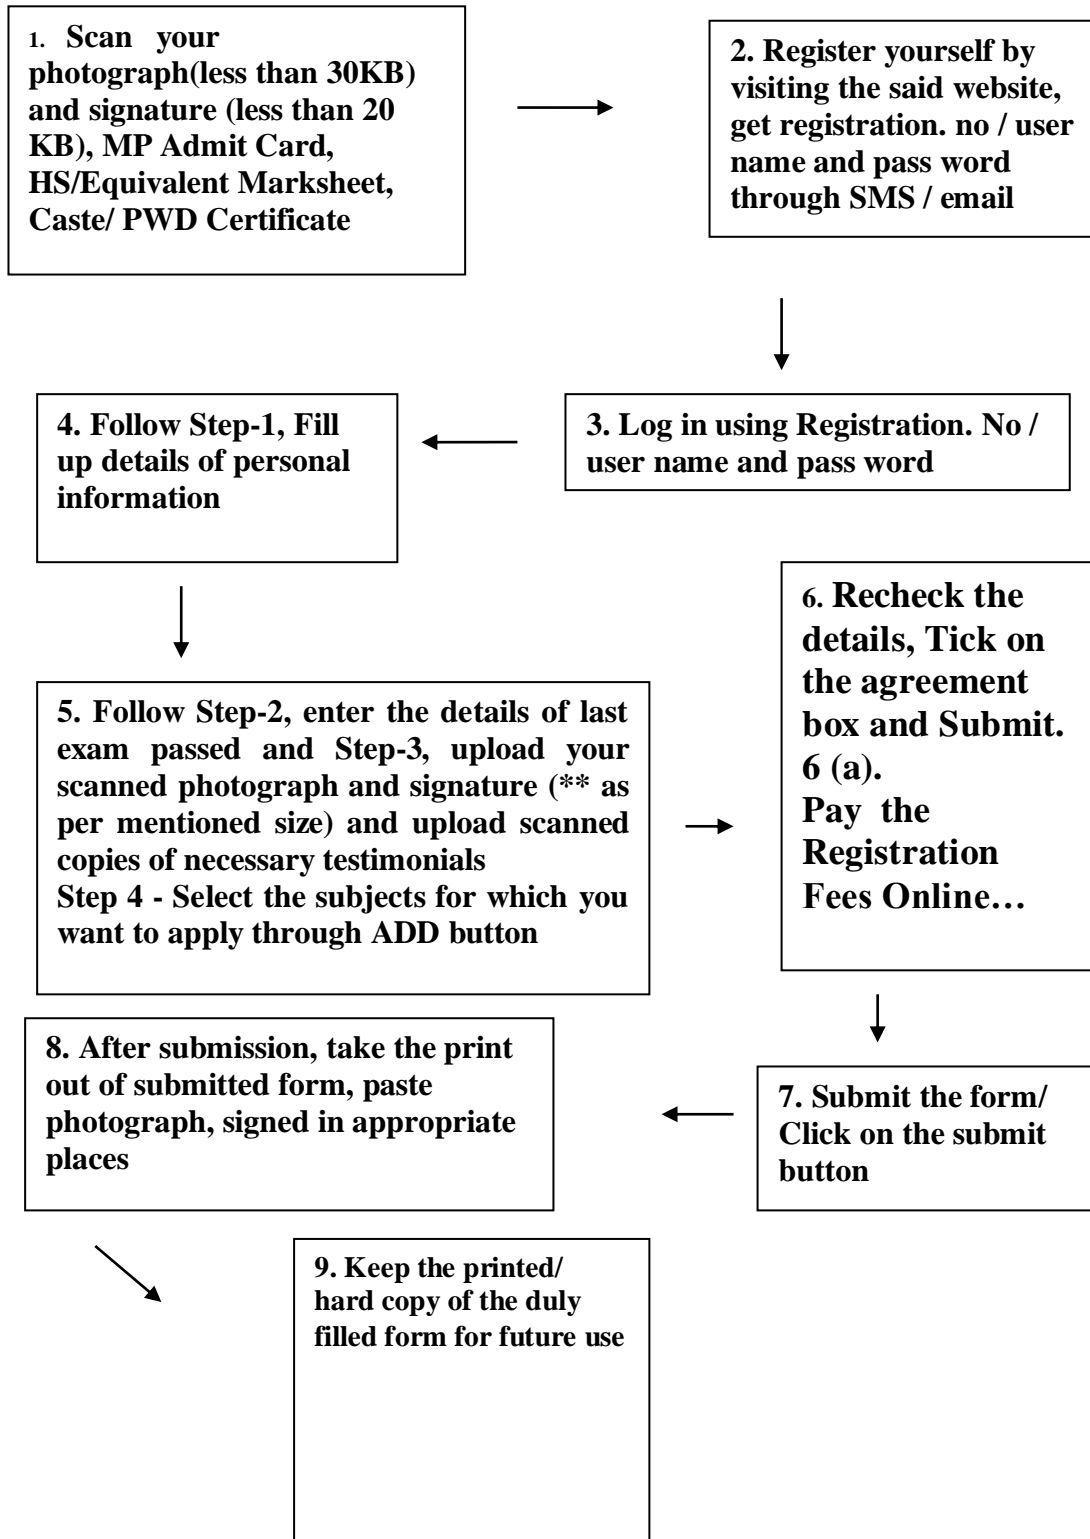 1. Scan your
photograph(less than 30KB)
and signature (less than 20
KB), MP Admit Card,
HS/Equivalent Marksheet,
Caste/ PWD Certificate
2. Register yourself by
visiting the said website,
get registration. no / user
name and pass word
through SMS / email
3. Log in using Registration. No /
user name and pass word
4. Follow Step-1, Fill
up details of personal
information
5. Follow Step-2, enter the details of last
exam passed and Step-3, upload your
scanned photograph and signature (** as
per mentioned size) and upload scanned
copies of necessary testimonials
Step 4 - Select the subjects for which you
want to apply through ADD button
6. Recheck the
details, Tick on
the agreement
box and Submit.
6 (a).
Pay the
Registration
Fees Online…
7. Submit the form/
Click on the submit
button
8. After submission, take the print
out of submitted form, paste
photograph, signed in appropriate
places
9. Keep the printed/
hard copy of the duly
filled form for future use